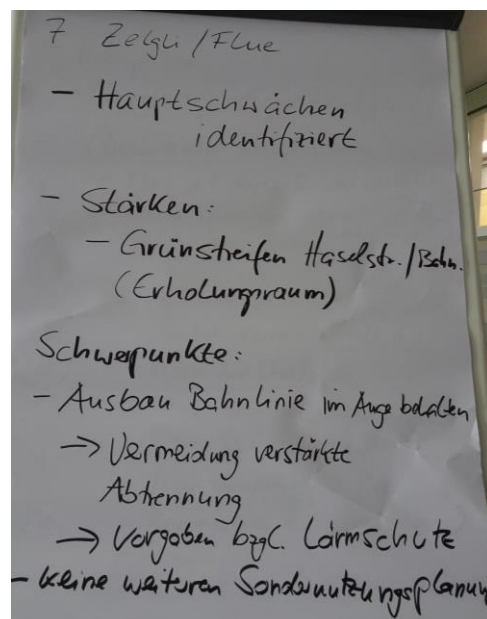 7 Zelgli/Flue
- Hauptschwächen
identifiziert
- Stärken:
- Grünstreifen Haselstr./Bahn.
(Erholungsraum)
Schwerpunkte:
- Ausbau Bahnlinie im Auge behalten
→ Vermeidung verstärkte
Abtrennung
→ Vorgaben bzgl. Lärmschutz
- keine weiteren Sondernutzungsplanun